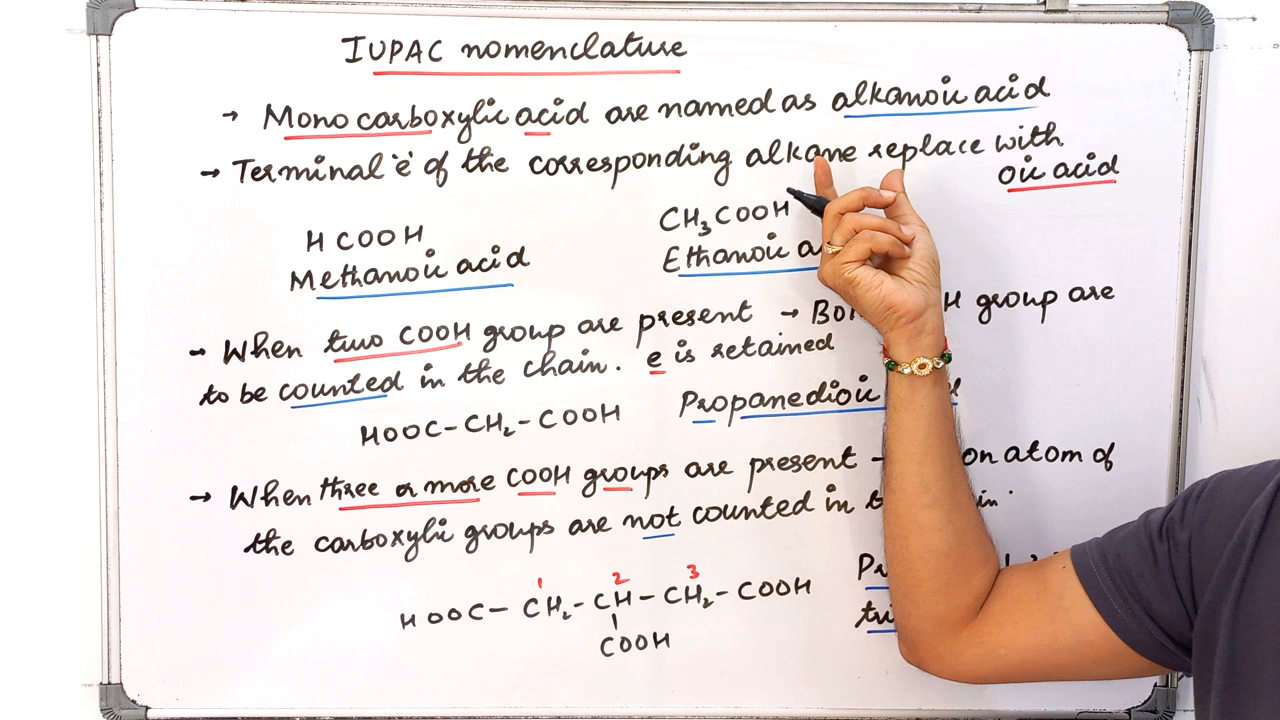 IUPAC nomenclature
→ Mono carboxylic acid are named as alkanoic acid
→ Terminal 'e' of the corresponding alkane replace with
oic acid
HCOOH
Methanoic acid
CH₃COOH
Ethanoic
→ When two COOH group are present → group are
to be counted in the chain. e is retained
HOOC-CH₂-COOH
Propanedioic
→ When three or more COOH groups are present → atom of
the carboxylic groups are not counted in
1 2 3
HOOC-CH₂-CH-CH₂-COOH
COOH